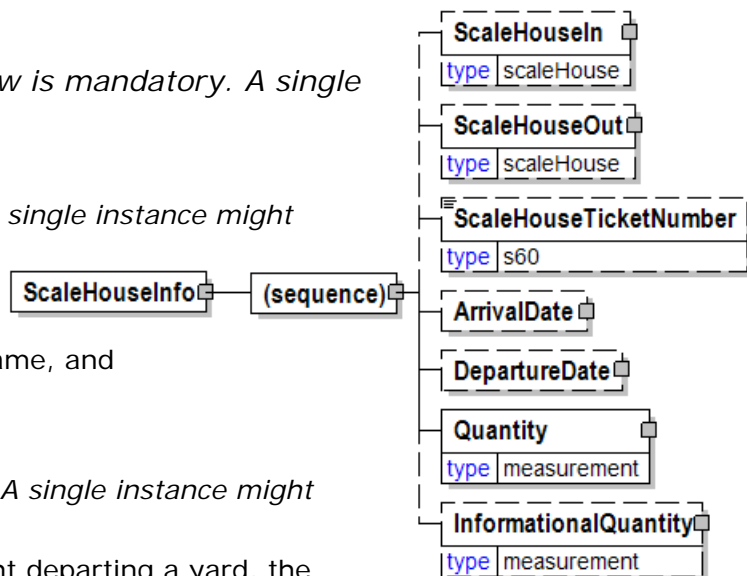 w is mandatory. A single
single instance might
ame, and
A single instance might
nt departing a yard, the
ScaleHouseInfo
(sequence)
ScaleHouseIn
type scaleHouse
ScaleHouseOut
type scaleHouse
ScaleHouseTicketNumber
type s60
ArrivalDate
DepartureDate
Quantity
type measurement
InformationalQuantity
type measurement